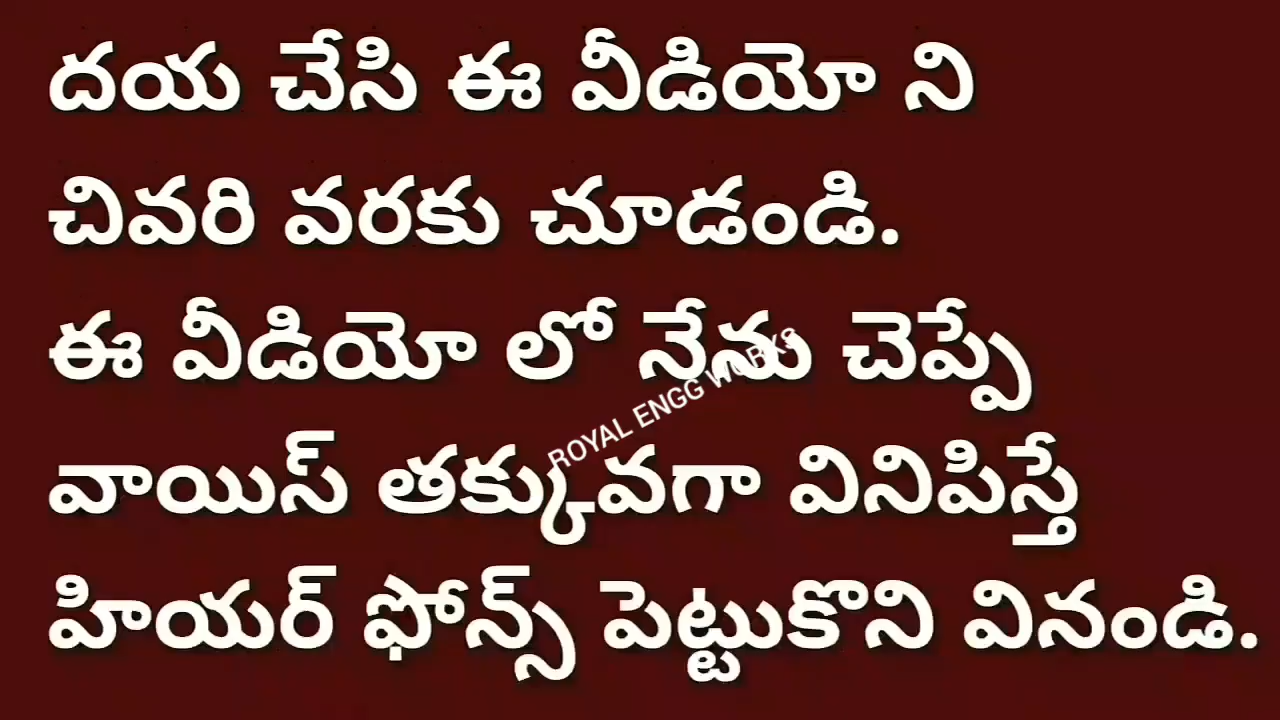 దయ చేసి ఈ వీడియో ని
చివరి వరకు చూడండి.
ఈ వీడియో లో నేను చెప్పే
వాయిస్ తక్కువగా వినిపిస్తే
హియర్ ఫోన్స్ పెట్టుకొని వినండి.
ROYAL ENGG WORKS